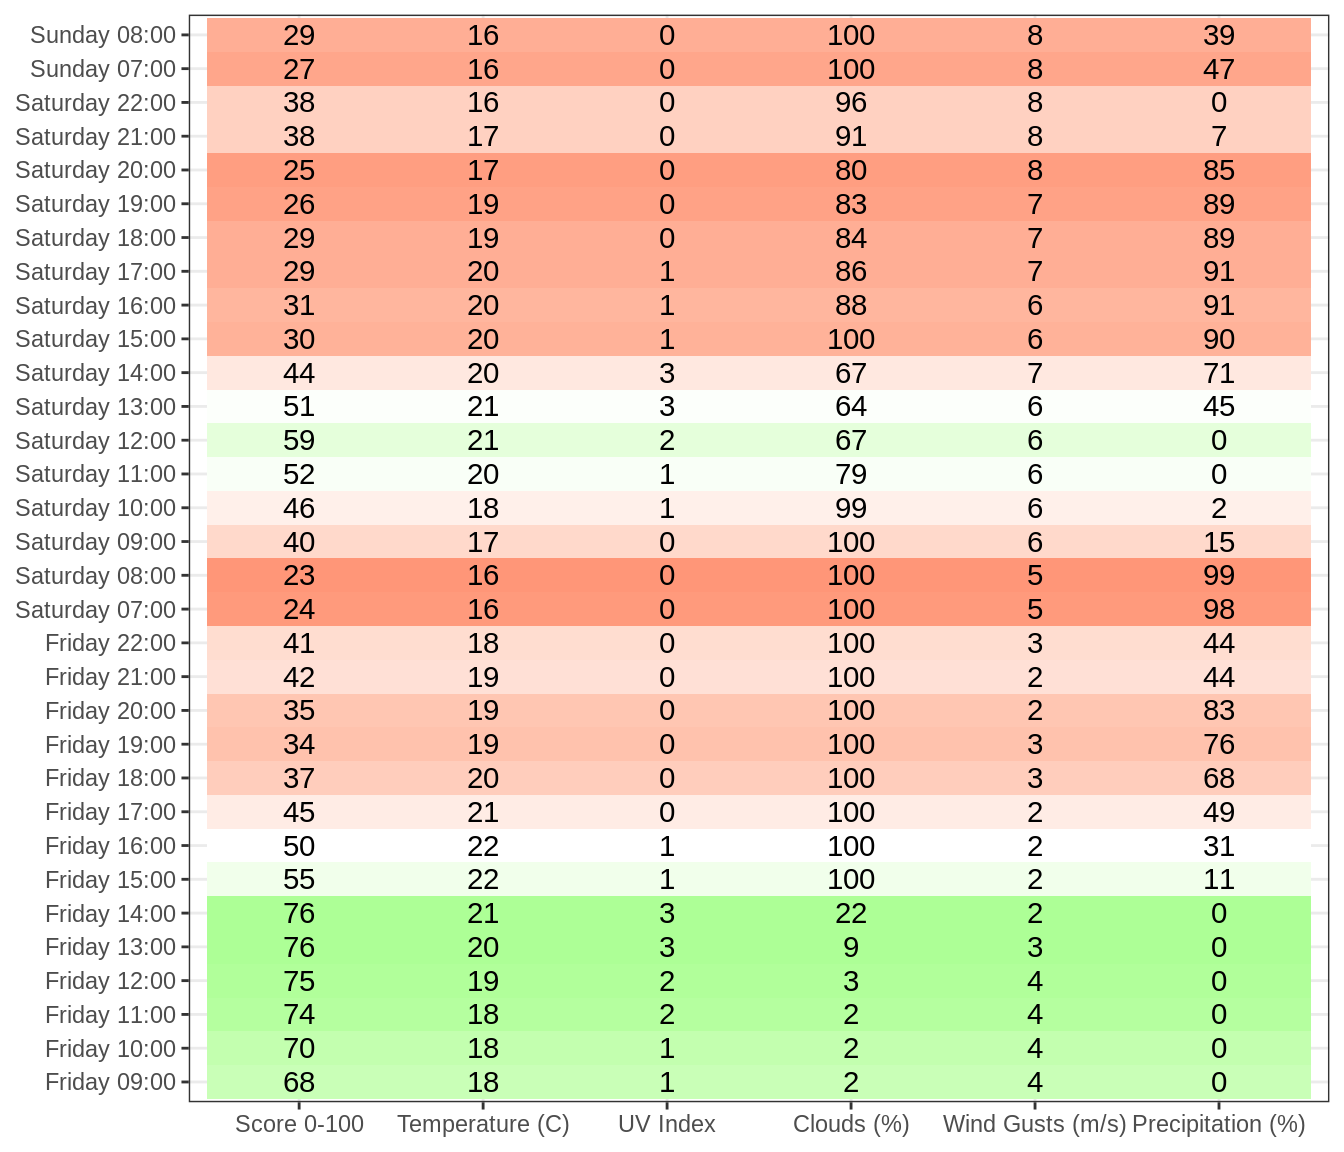 Sunday 08:00 29 16 0 100 8 39
Sunday 07:00 27 16 0 100 8 47
Saturday 22:00 38 16 0 96 8 0
Saturday 21:00 38 17 0 91 8 7
Saturday 20:00 25 17 0 80 8 85
Saturday 19:00 26 19 0 83 7 89
Saturday 18:00 29 19 0 84 7 89
Saturday 17:00 29 20 1 86 7 91
Saturday 16:00 31 20 1 88 6 91
Saturday 15:00 30 20 1 100 6 90
Saturday 14:00 44 20 3 67 7 71
Saturday 13:00 51 21 3 64 6 45
Saturday 12:00 59 21 2 67 6 0
Saturday 11:00 52 20 1 79 6 0
Saturday 10:00 46 18 1 99 6 2
Saturday 09:00 40 17 0 100 6 15
Saturday 08:00 23 16 0 100 5 99
Saturday 07:00 24 16 0 100 5 98
Friday 22:00 41 18 0 100 3 44
Friday 21:00 42 19 0 100 2 44
Friday 20:00 35 19 0 100 2 83
Friday 19:00 34 19 0 100 3 76
Friday 18:00 37 20 0 100 3 68
Friday 17:00 45 21 0 100 2 49
Friday 16:00 50 22 1 100 2 31
Friday 15:00 55 22 1 100 2 11
Friday 14:00 76 21 3 22 2 0
Friday 13:00 76 20 3 9 3 0
Friday 12:00 75 19 2 3 4 0
Friday 11:00 74 18 2 2 4 0
Friday 10:00 70 18 1 2 4 0
Friday 09:00 68 18 1 2 4 0
Score 0-100 Temperature (C) UV Index Clouds (%) Wind Gusts (m/s) Precipitation (%)